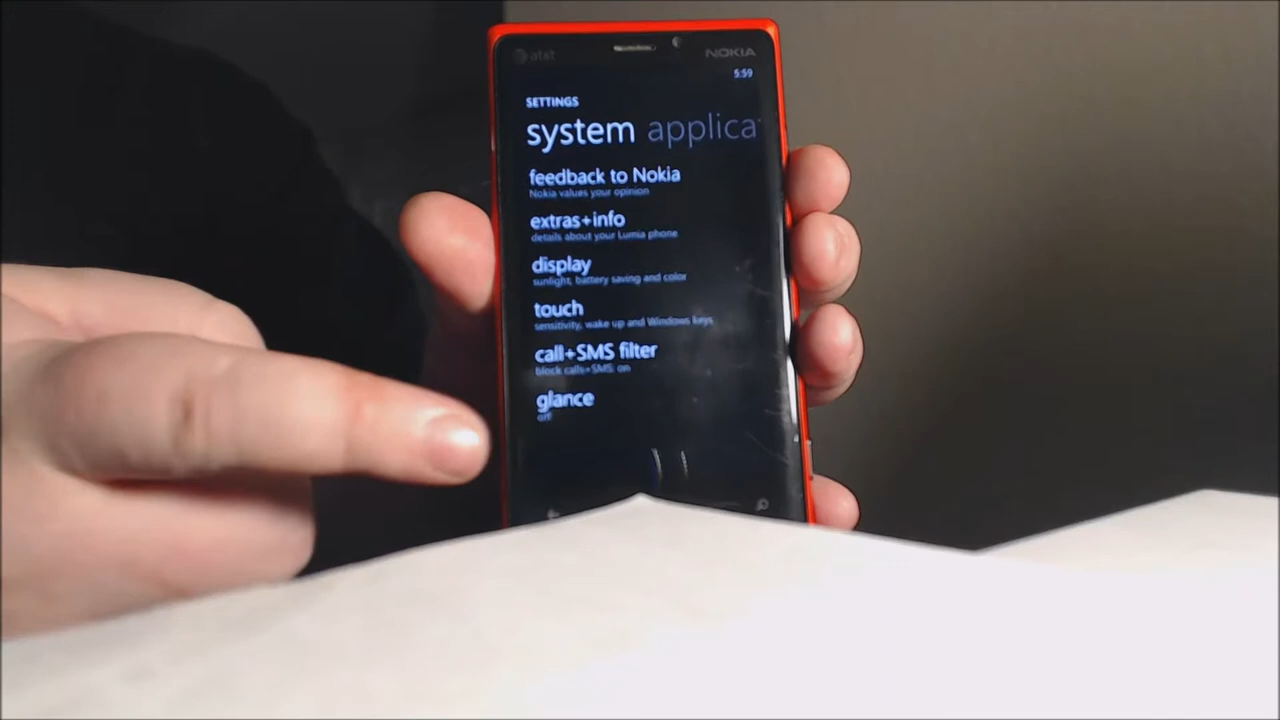 at&t NOKIA
5:59
SETTINGS
system applica
feedback to Nokia
Nokia values your opinion
extras+info
details about your Lumia phone
display
sunlight, battery saving and color
touch
sensitivity, wake up and Windows keys
call+SMS filter
block calls+SMS: on
glance
off